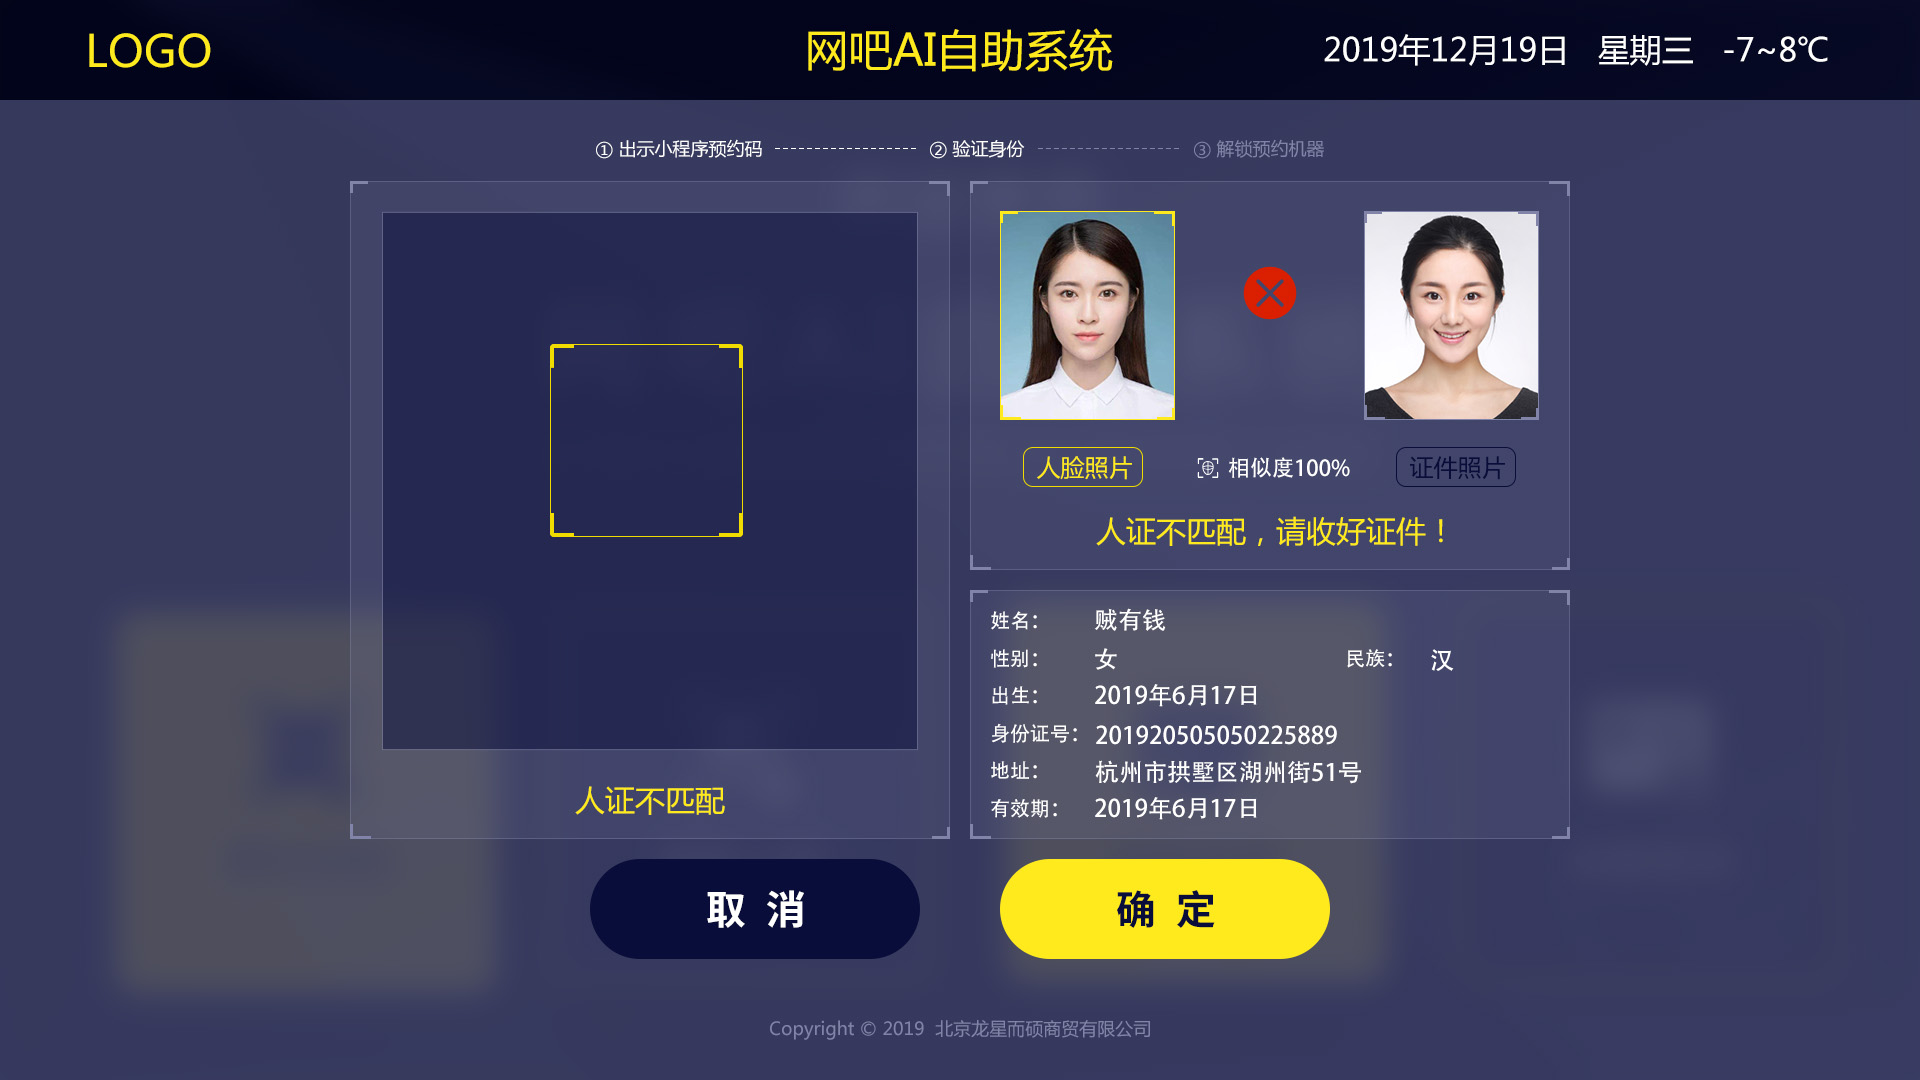 LOGO
网吧AI自助系统
2019年12月19日 星期三 -7~8℃
① 出示小程序预约码 ② 验证身份 ③ 解锁预约机器
人脸照片 相似度100% 证件照片
人证不匹配，请收好证件！
人证不匹配
姓名： 贼有钱
性别： 女 民族： 汉
出生： 2019年6月17日
身份证号： 201920505050225889
地址： 杭州市拱墅区湖州街51号
有效期： 2019年6月17日
取 消 确 定
Copyright © 2019 北京龙星而硕商贸有限公司